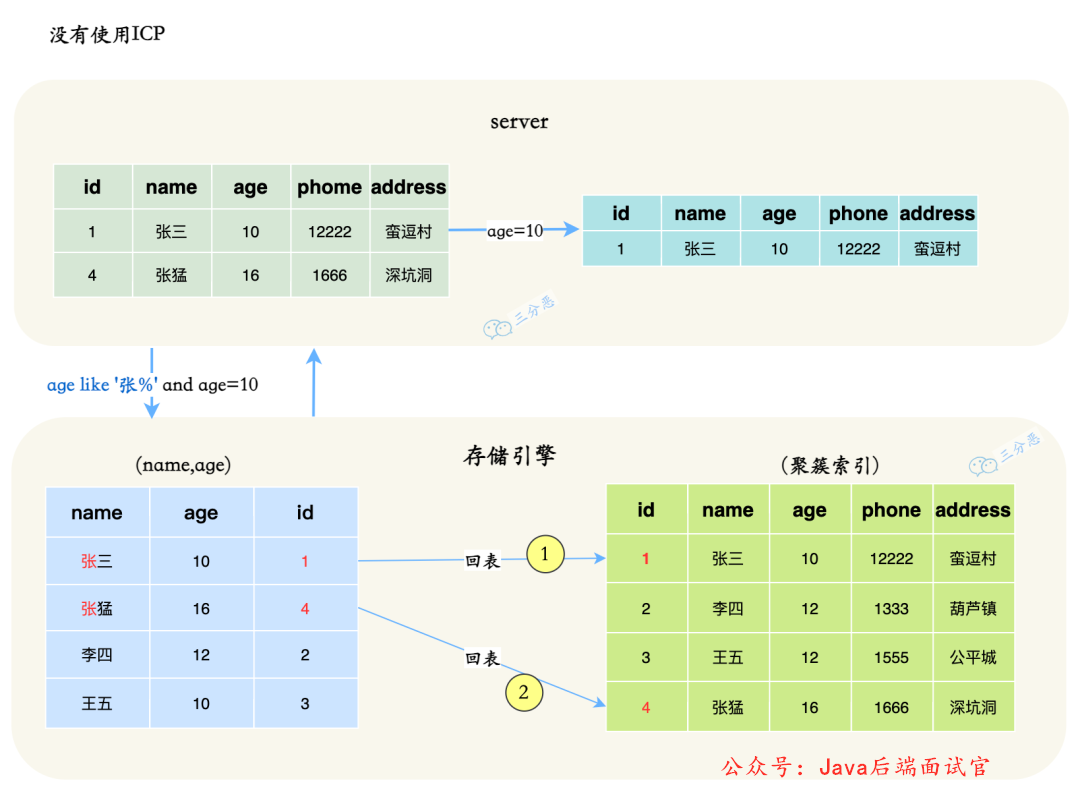 没有使用ICP
server
id name age phome address
1 张三 10 12222 蛮逗村
4 张猛 16 1666 深坑洞
age=10
id name age phone address
1 张三 10 12222 蛮逗村
三分恶
age like '张%' and age=10
存储引擎
三分恶
(name,age)
name age id
张三 10 1
张猛 16 4
李四 12 2
王五 10 3
回表 1
回表
2
(聚簇索引)
id name age phone address
1 张三 10 12222 蛮逗村
2 李四 12 1333 葫芦镇
3 王五 12 1555 公平城
4 张猛 16 1666 深坑洞
公众号：Java后端面试官